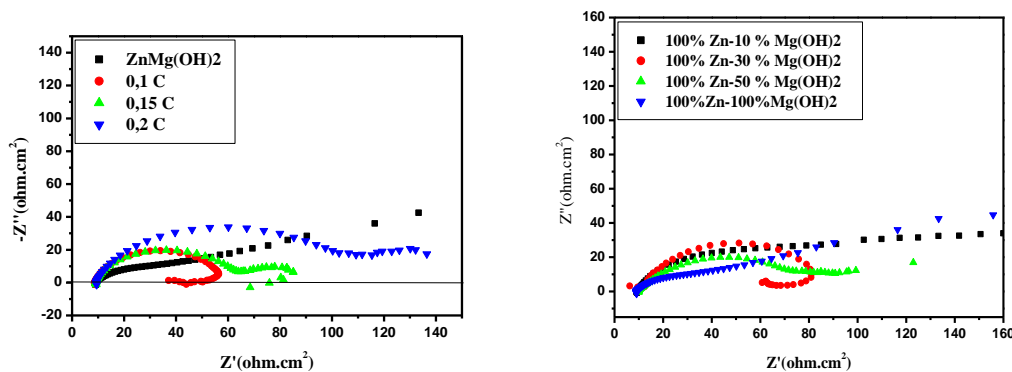 140
120
100
80
60
40
20
0
-20
-Z''(ohm.cm²)
ZnMg(OH)2
0,1 C
0,15 C
0,2 C
0 20 40 60 80 100 120 140
Z'(ohm.cm²)
160
140
120
100
80
60
40
20
0
Z''(ohm.cm²)
100% Zn-10 % Mg(OH)2
100% Zn-30 % Mg(OH)2
100% Zn-50 % Mg(OH)2
100%Zn-100%Mg(OH)2
0 20 40 60 80 100 120 140 160
Z'(ohm.cm²)